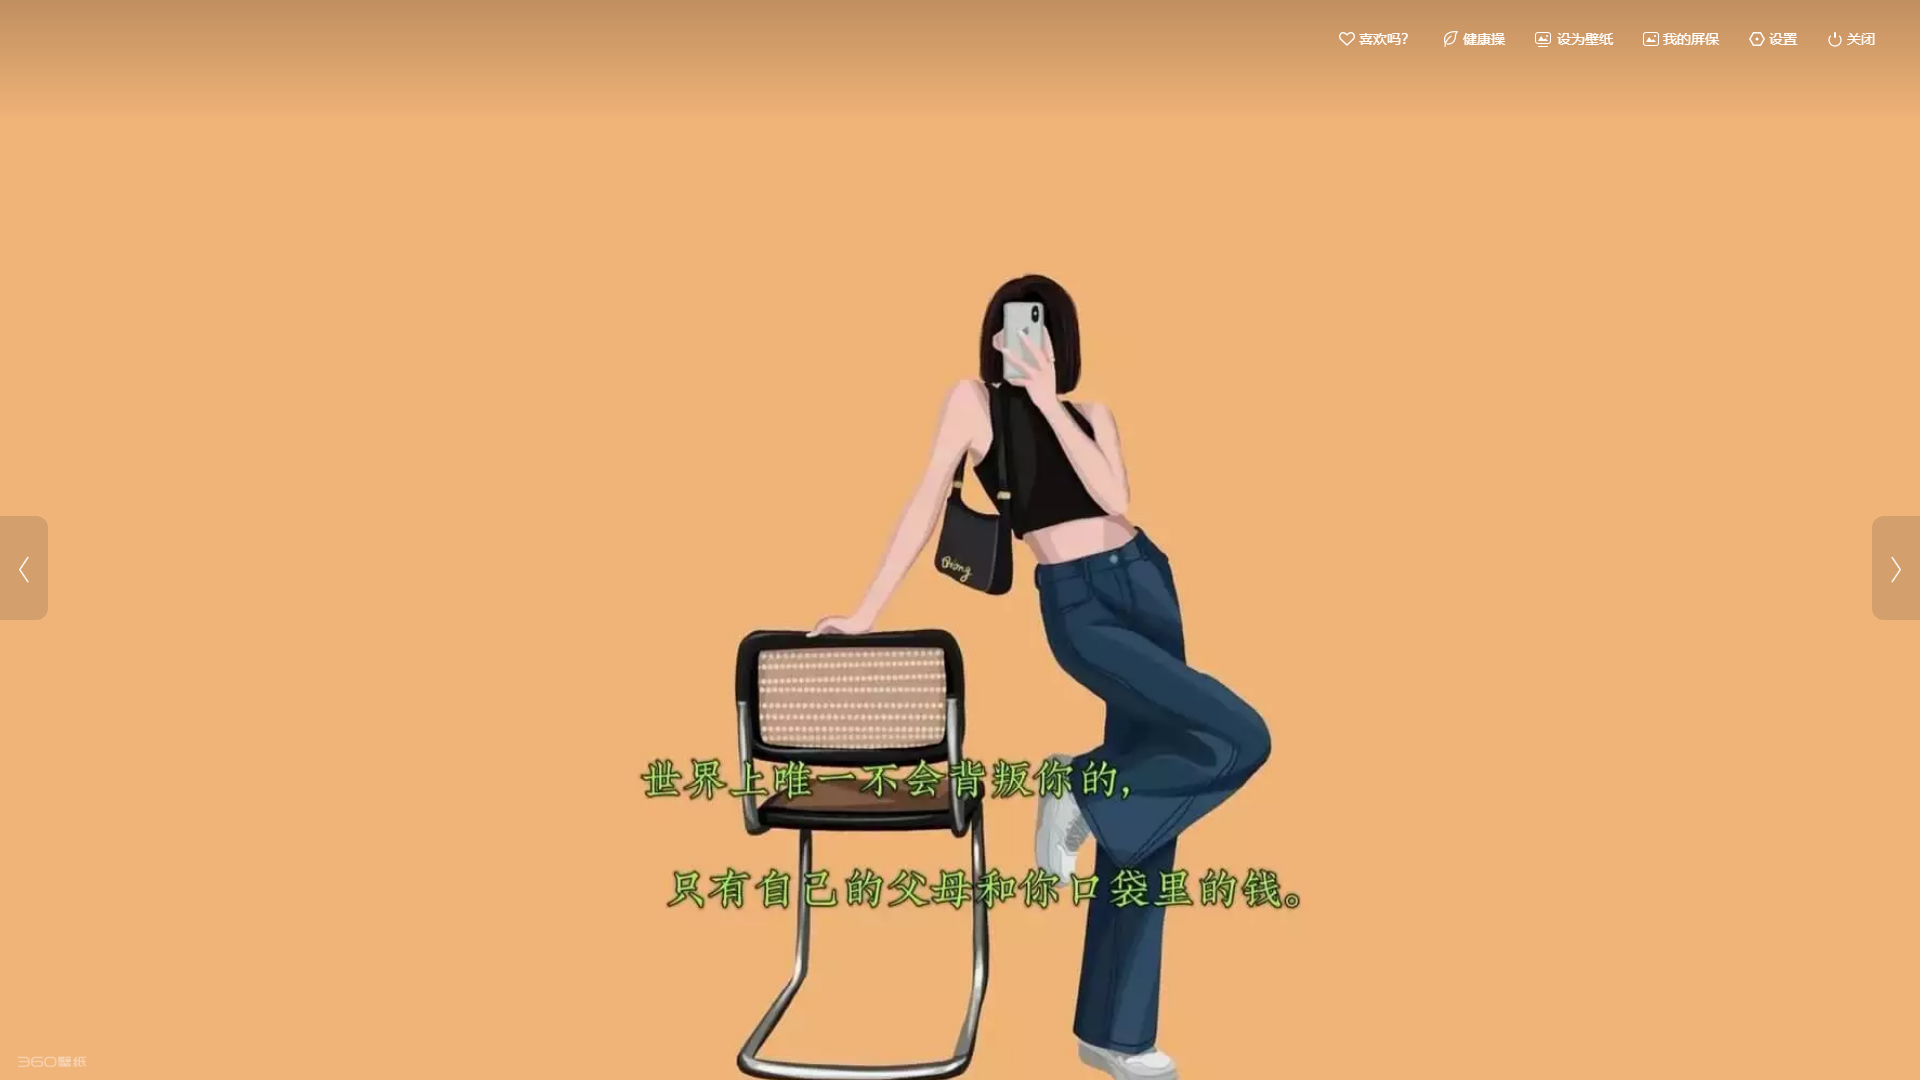 喜欢吗?
健康操
设为壁纸
我的屏保
设置
关闭
Bóng
世界上唯一不会背叛你的,
只有自己的父母和你口袋里的钱。
360壁纸